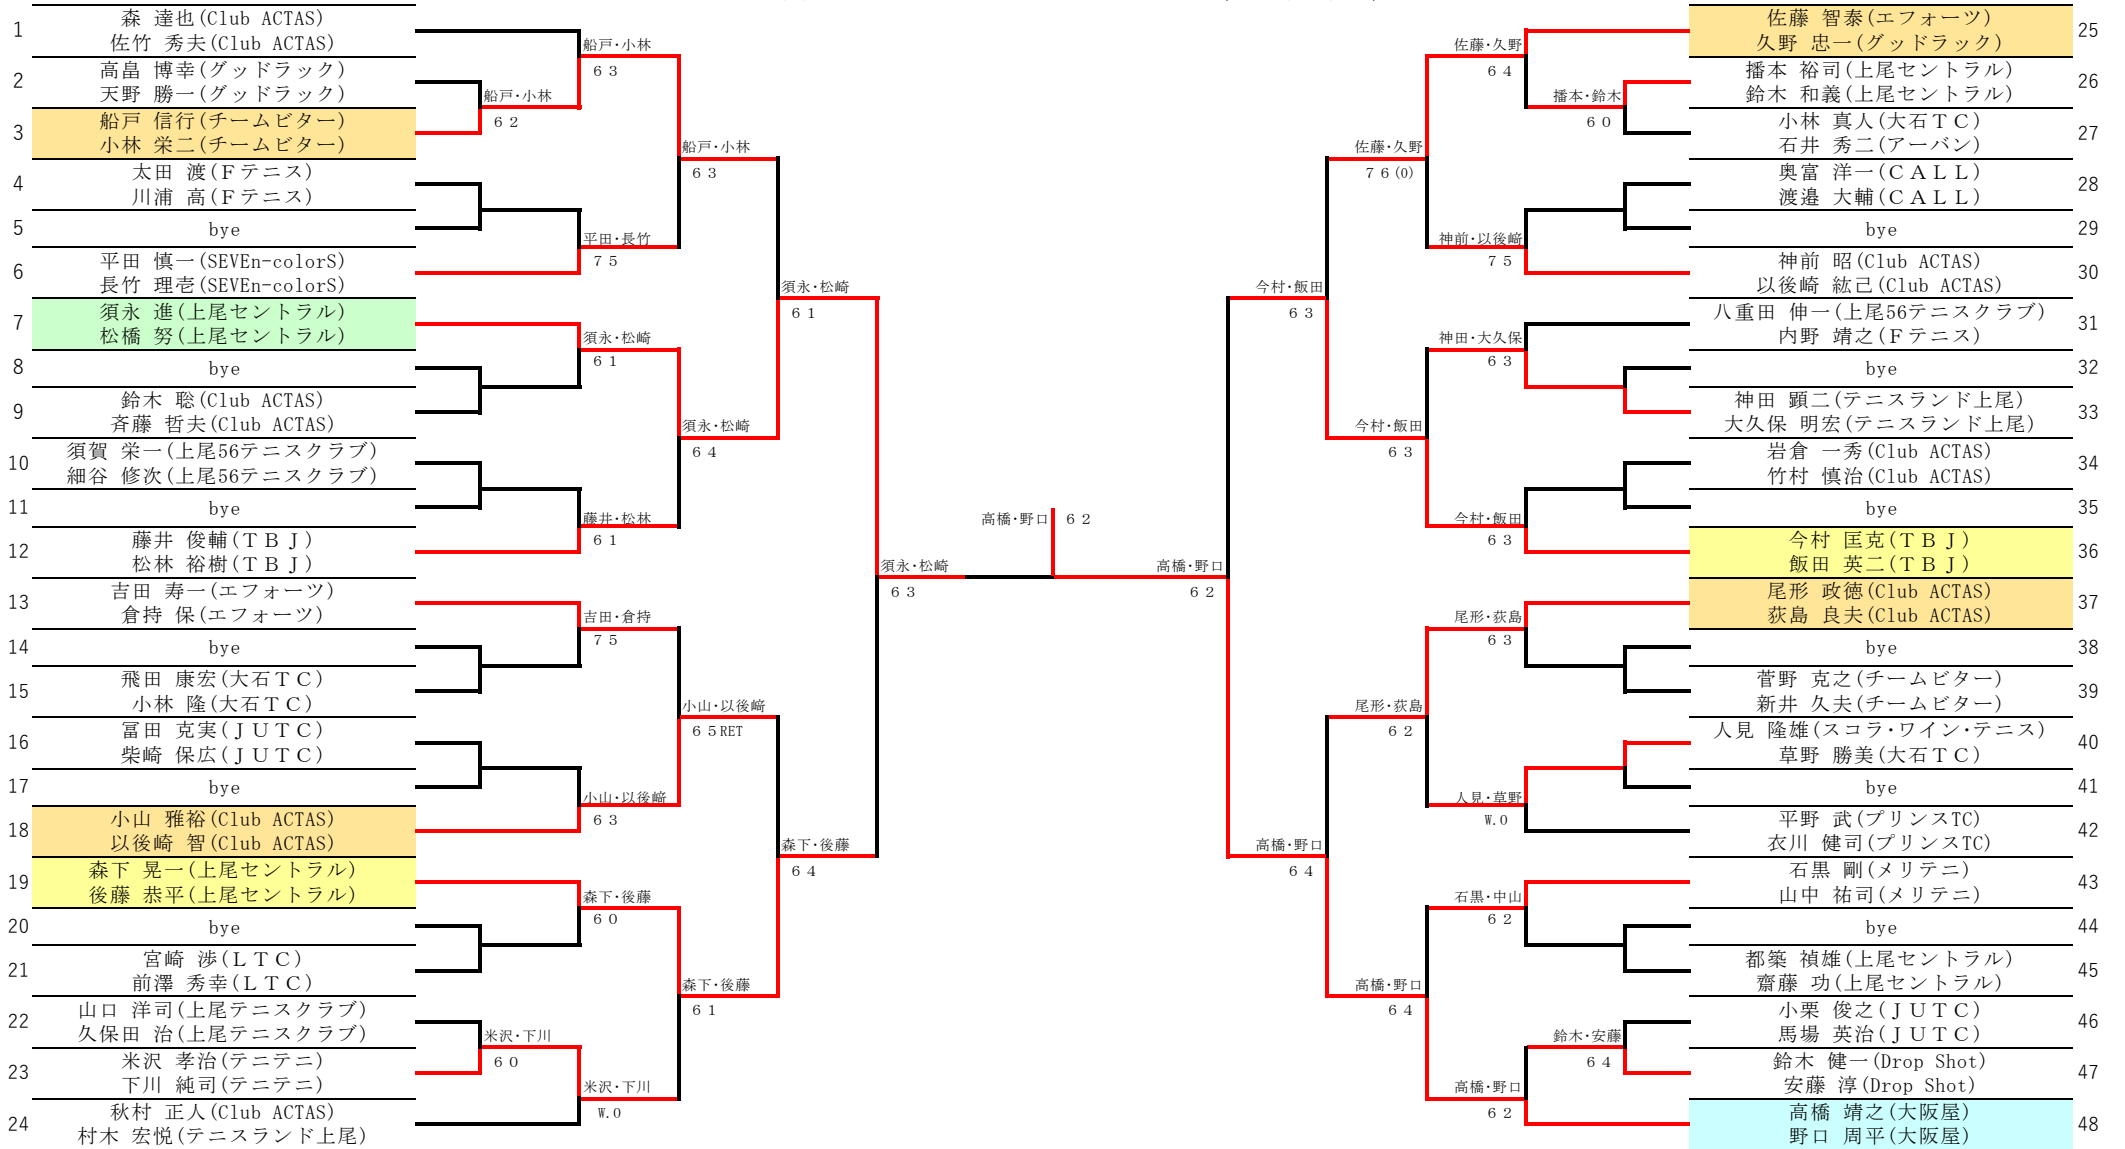 1
森 達也(Club ACTAS)
佐竹 秀夫(Club ACTAS)
2
高畠 博幸(グッドラック)
天野 勝一(グッドラック)
3
船戸 信行(チームビター)
小林 栄二(チームビター)
4
太田 渡(Fテニス)
川浦 高(Fテニス)
5
bye
6
平田 慎一(SEVEn-colorS)
長竹 理壱(SEVEn-colorS)
7
須永 進(上尾セントラル)
松橋 努(上尾セントラル)
8
bye
9
鈴木 聡(Club ACTAS)
斉藤 哲夫(Club ACTAS)
10
須賀 栄一(上尾56テニスクラブ)
細谷 修次(上尾56テニスクラブ)
11
bye
12
藤井 俊輔(TBJ)
松林 裕樹(TBJ)
13
吉田 寿一(エフォーツ)
倉持 保(エフォーツ)
14
bye
15
飛田 康宏(大石TC)
小林 隆(大石TC)
16
冨田 克実(JUTC)
柴崎 保広(JUTC)
17
bye
18
小山 雅裕(Club ACTAS)
以後崎 智(Club ACTAS)
19
森下 晃一(上尾セントラル)
後藤 恭平(上尾セントラル)
20
bye
21
宮崎 渉(LTC)
前澤 秀幸(LTC)
22
山口 洋司(上尾テニスクラブ)
久保田 治(上尾テニスクラブ)
23
米沢 孝治(テニテニ)
下川 純司(テニテニ)
24
秋村 正人(Club ACTAS)
村木 宏悦(テニスランド上尾)
船戸・小林
62
米沢・下川
60
船戸・小林
63
平田・長竹
75
須永・松崎
61
藤井・松林
61
吉田・倉持
75
小山・以後﨑
63
森下・後藤
60
米沢・下川
W.0
船戸・小林
63
須永・松崎
64
小山・以後﨑
65RET
森下・後藤
61
須永・松崎
61
森下・後藤
64
須永・松崎
63
高橋・野口
62
高橋・野口
62
今村・飯田
63
高橋・野口
64
佐藤・久野
76(0)
今村・飯田
63
尾形・荻島
62
高橋・野口
64
佐藤・久野
64
神前・以後﨑
75
神田・大久保
63
今村・飯田
63
尾形・荻島
63
人見・草野
W.0
石黒・中山
62
高橋・野口
62
播本・鈴木
60
鈴木・安藤
64
佐藤 智泰(エフォーツ)
久野 忠一(グッドラック)
25
播本 裕司(上尾セントラル)
鈴木 和義(上尾セントラル)
26
小林 真人(大石TC)
石井 秀二(アーバン)
27
奥富 洋一(CALL)
渡邉 大輔(CALL)
28
bye
29
神前 昭(Club ACTAS)
以後崎 紘己(Club ACTAS)
30
八重田 伸一(上尾56テニスクラブ)
内野 靖之(Fテニス)
31
bye
32
神田 顕二(テニスランド上尾)
大久保 明宏(テニスランド上尾)
33
岩倉 一秀(Club ACTAS)
竹村 慎治(Club ACTAS)
34
bye
35
今村 匡克(TBJ)
飯田 英二(TBJ)
36
尾形 政徳(Club ACTAS)
荻島 良夫(Club ACTAS)
37
bye
38
菅野 克之(チームビター)
新井 久夫(チームビター)
39
人見 隆雄(スコラ・ワイン・テニス)
草野 勝美(大石TC)
40
bye
41
平野 武(プリンスTC)
衣川 健司(プリンスTC)
42
石黒 剛(メリテニ)
山中 祐司(メリテニ)
43
bye
44
都築 禎雄(上尾セントラル)
齋藤 功(上尾セントラル)
45
小栗 俊之(JUTC)
馬場 英治(JUTC)
46
鈴木 健一(Drop Shot)
安藤 淳(Drop Shot)
47
高橋 靖之(大阪屋)
野口 周平(大阪屋)
48